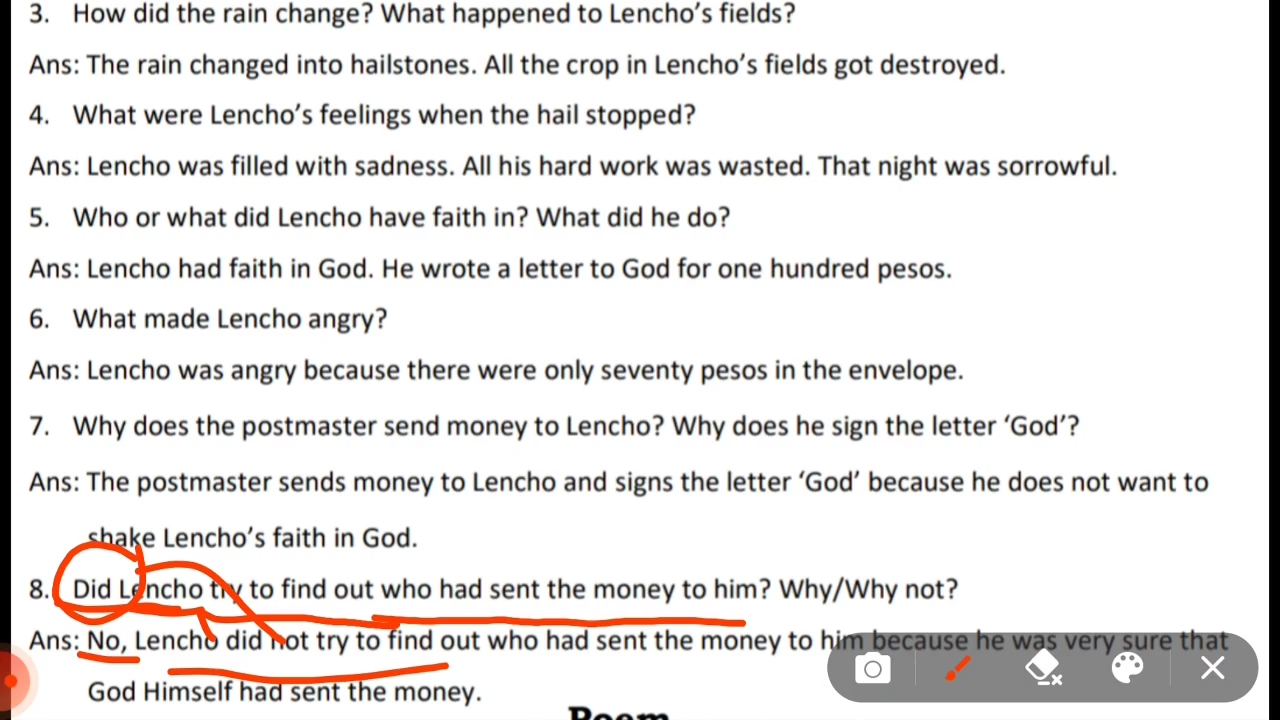 3. How did the rain change? What happened to Lencho's fields?
Ans: The rain changed into hailstones. All the crop in Lencho's fields got destroyed.
4. What were Lencho's feelings when the hail stopped?
Ans: Lencho was filled with sadness. All his hard work was wasted. That night was sorrowful.
5. Who or what did Lencho have faith in? What did he do?
Ans: Lencho had faith in God. He wrote a letter to God for one hundred pesos.
6. What made Lencho angry?
Ans: Lencho was angry because there were only seventy pesos in the envelope.
7. Why does the postmaster send money to Lencho? Why does he sign the letter ‘God’?
Ans: The postmaster sends money to Lencho and signs the letter ‘God’ because he does not want to
shake Lencho's faith in God.
8. Did Lencho try to find out who had sent the money to him? Why/Why not?
Ans: No, Lencho did not try to find out who had sent the money to him because he was very sure that
God Himself had sent the money.
Poem